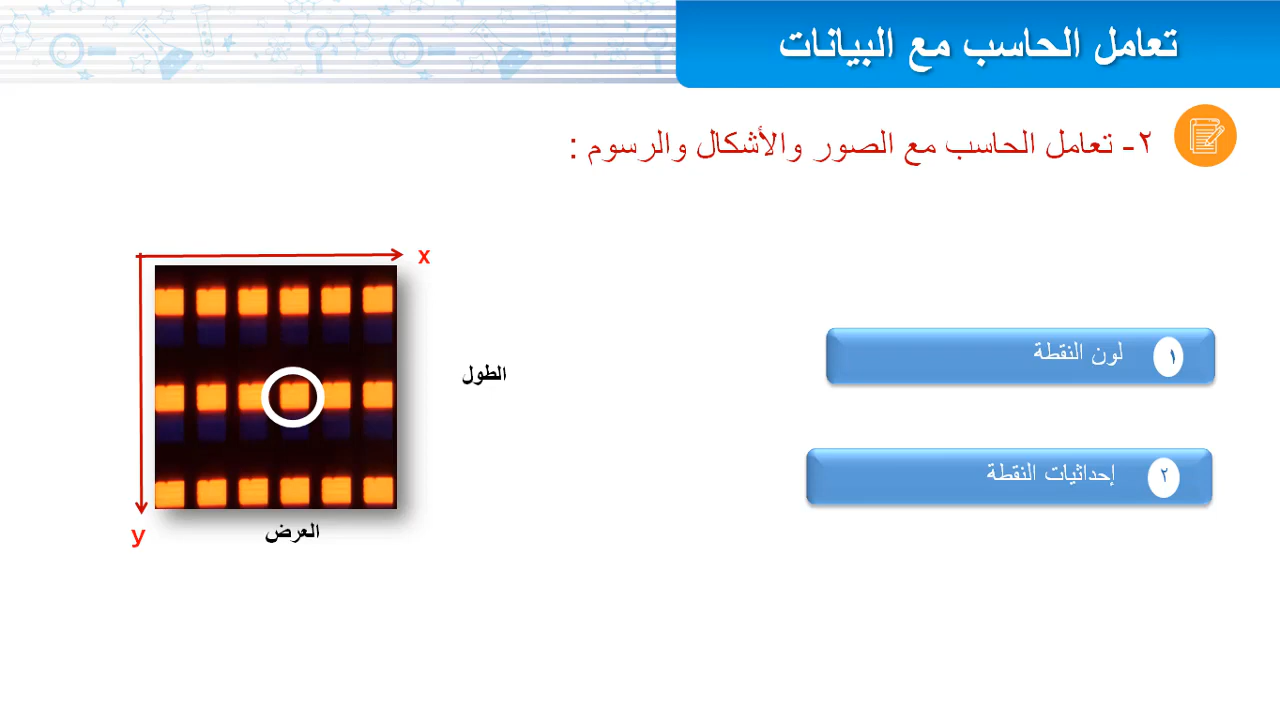 تعامل الحاسب مع البيانات
٢- تعامل الحاسب مع الصور والأشكال والرسوم :
x
١ لون النقطة
الطول
٢ إحداثيات النقطة
العرض
y